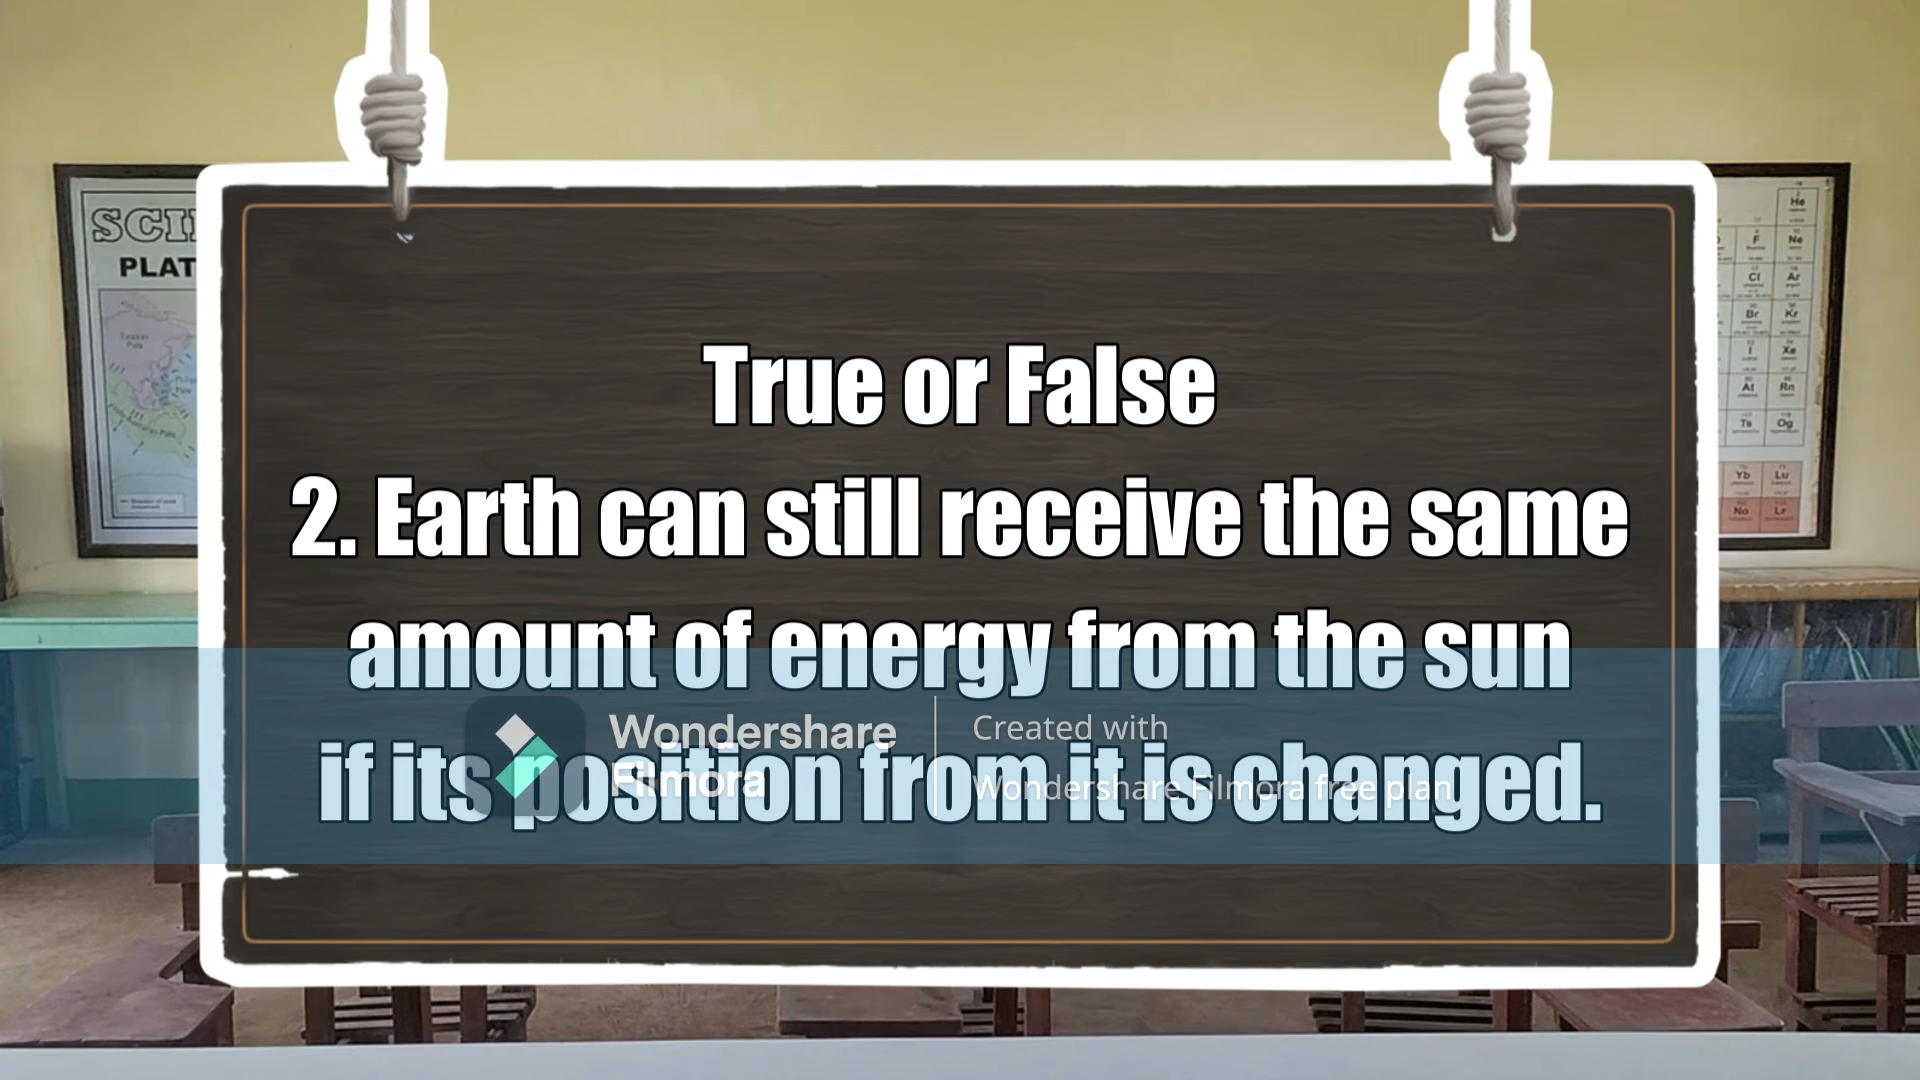 SCI
PLAT
True or False
2. Earth can still receive the same
amount of energy from the sun
if its position from it is changed.
Wondershare
Filmora
Created with
Wondershare Filmora free plan
He
F Ne
Cl Ar
Br Kr
I Xe
At Rn
Ts Og
Yb Lu
No Lr